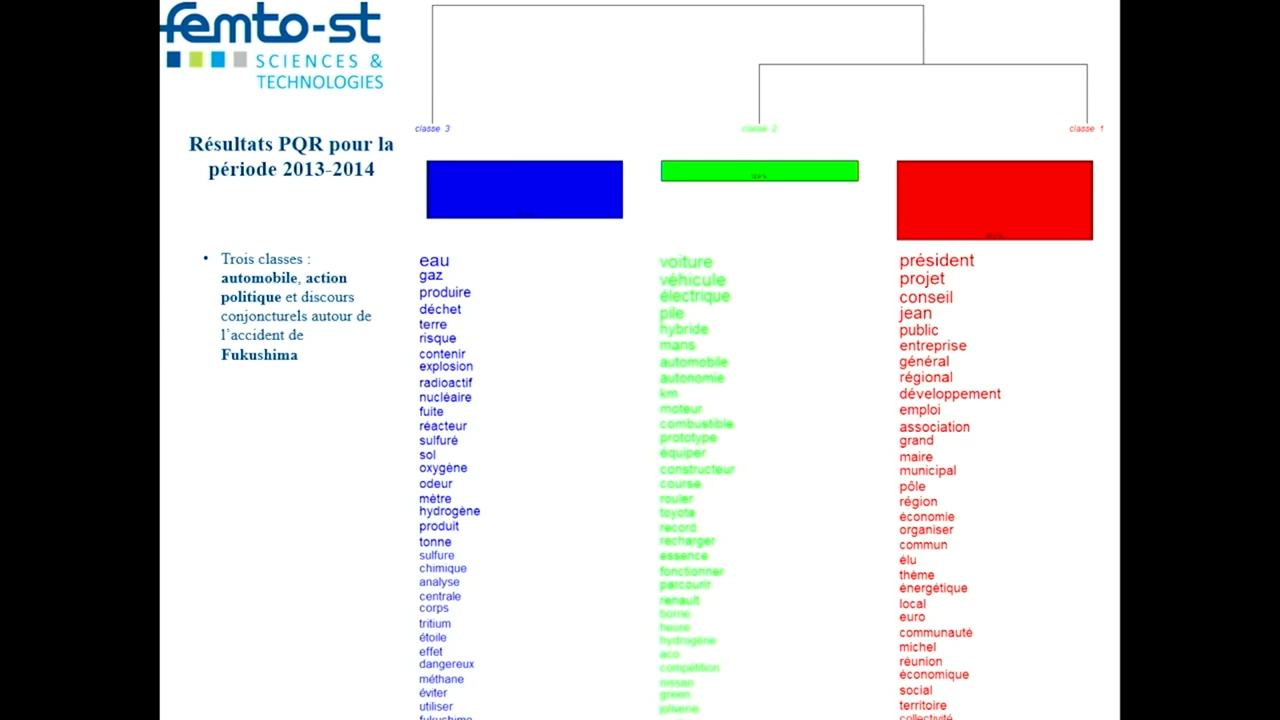 femto-st
SCIENCES &
TECHNOLOGIES
Résultats PQR pour la
période 2013-2014
• Trois classes :
automobile, action
politique et discours
conjoncturels autour de
l'accident de
Fukushima
classe 3
eau
gaz
produire
déchet
terre
risque
contenir
explosion
radioactif
nucléaire
fuite
réacteur
sulfuré
sol
oxygène
odeur
mètre
hydrogène
produit
tonne
sulfure
chimique
analyse
centrale
corps
tritium
étoile
effet
dangereux
méthane
éviter
utiliser
fukushima
classe 2
voiture
véhicule
électrique
pile
hybride
mans
automobile
autonomie
km
moteur
combustible
prototype
équiper
constructeur
course
rouler
toyota
record
recharger
essence
fonctionner
parcourir
renault
borne
heure
hydrogène
aco
compétition
nissan
green
joliverie
classe 1
président
projet
conseil
jean
public
entreprise
général
régional
développement
emploi
association
grand
maire
municipal
pôle
région
économie
organiser
commun
élu
thème
énergétique
local
euro
communauté
michel
réunion
économique
social
territoire
collectivité